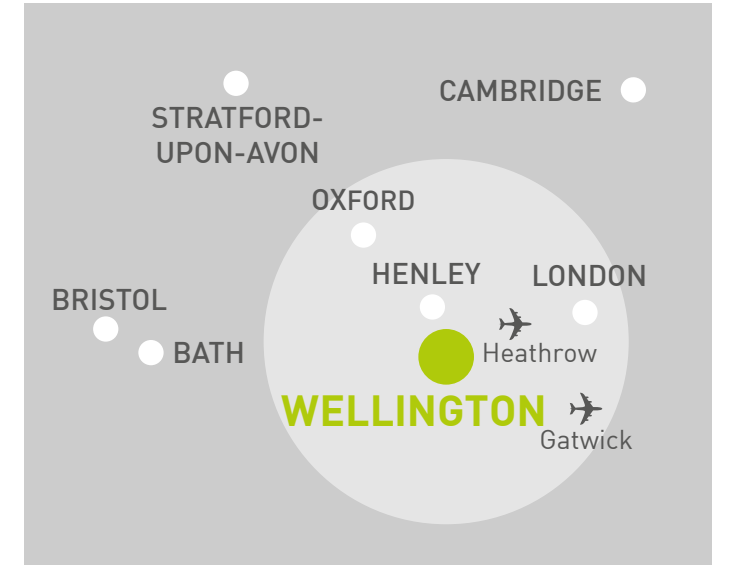 CAMBRIDGE
STRATFORD-
UPON-AVON
OXFORD
HENLEY
LONDON
BRISTOL
BATH
Heathrow
WELLINGTON
Gatwick